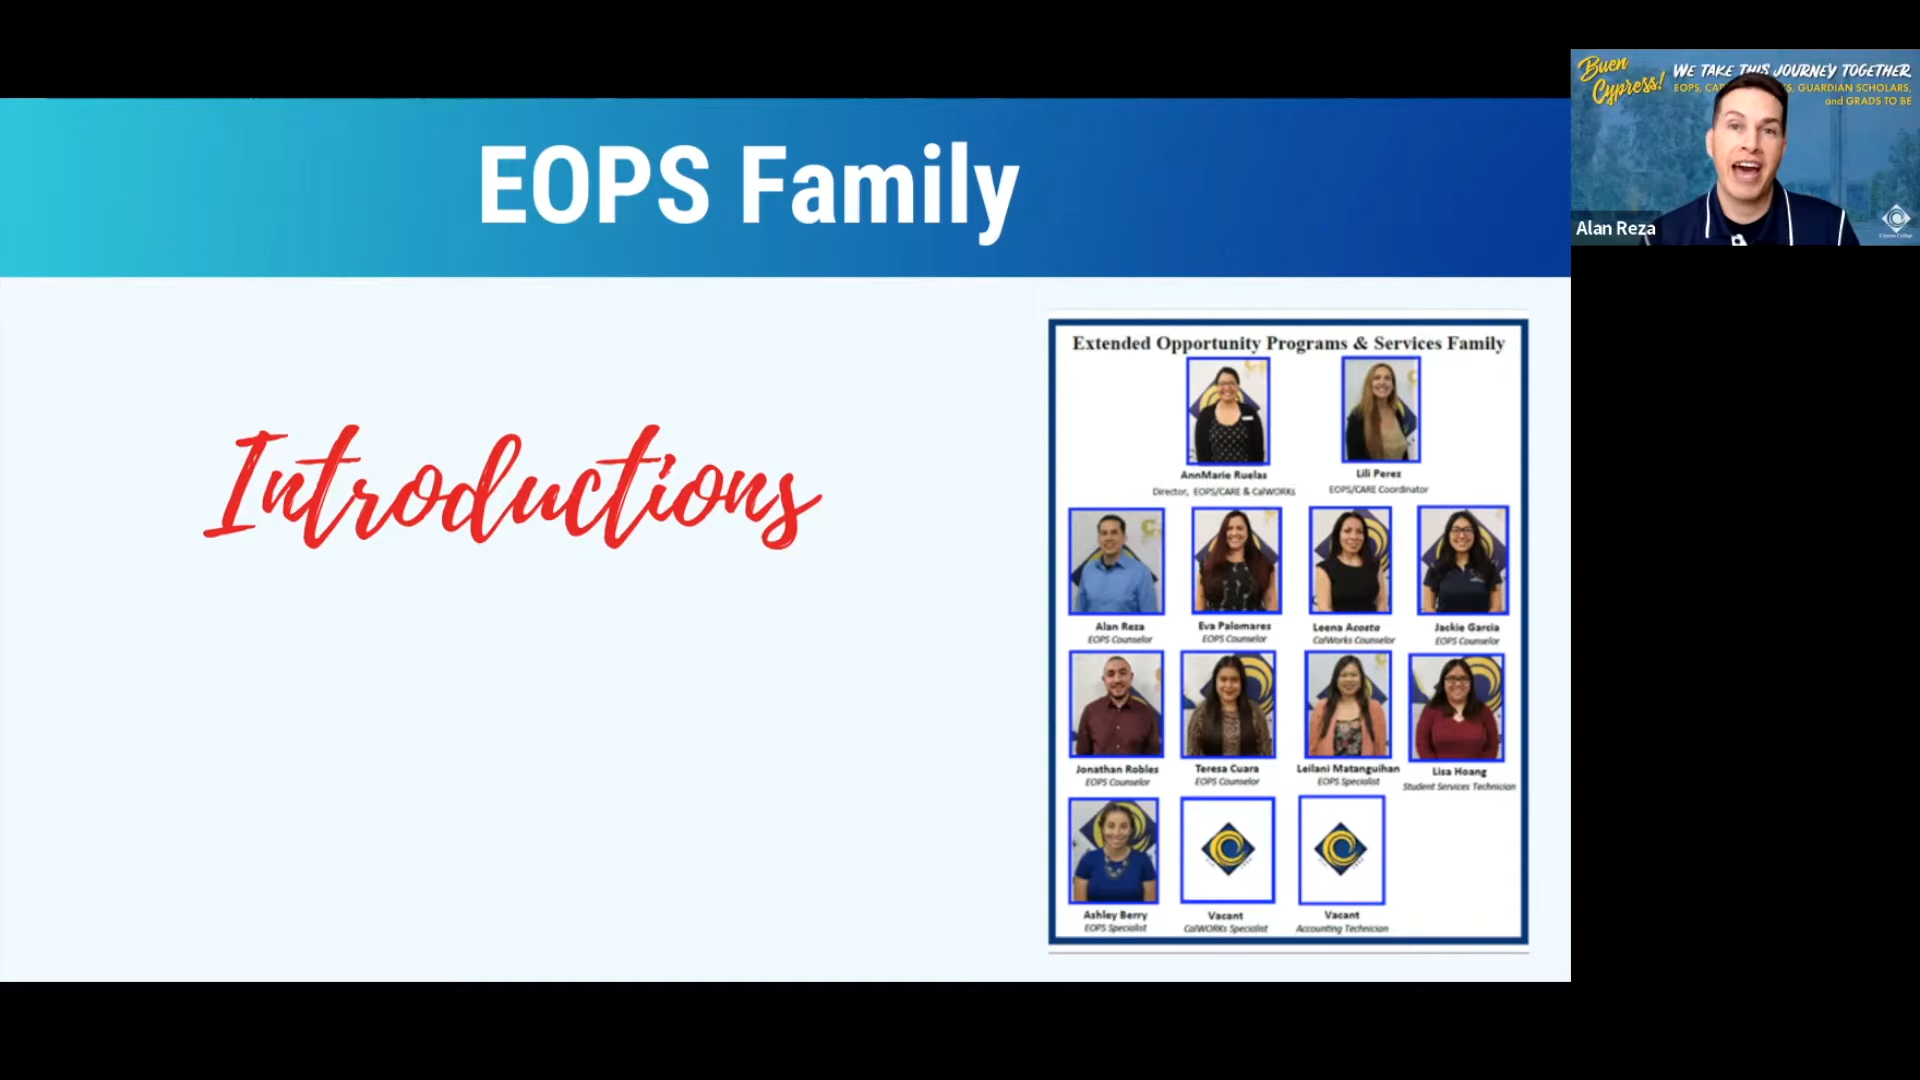 EOPS Family
Buen
Cypress!
WE TAKE THIS JOURNEY TOGETHER
EOPS, GUARDIAN SCHOLARS,
and GRADS TO BE
Alan Reza
Cypress College
Introductions
Extended Opportunity Programs & Services Family
AnnMarie Ruelas
Director, EOPS/CARE & CalWORKs
Lili Perez
EOPS/CARE Coordinator
Alan Reza
EOPS Counselor
Eva Palomares
EOPS Counselor
Leena Acosta
CalWorks Counselor
Jackie Garcia
EOPS Counselor
Jonathan Robles
EOPS Counselor
Teresa Cuara
EOPS Counselor
Leilani Matanguihan
EOPS Specialist
Lisa Hoang
Student Services Technician
Ashley Berry
EOPS Specialist
Vacant
CalWORKs Specialist
Vacant
Accounting Technician